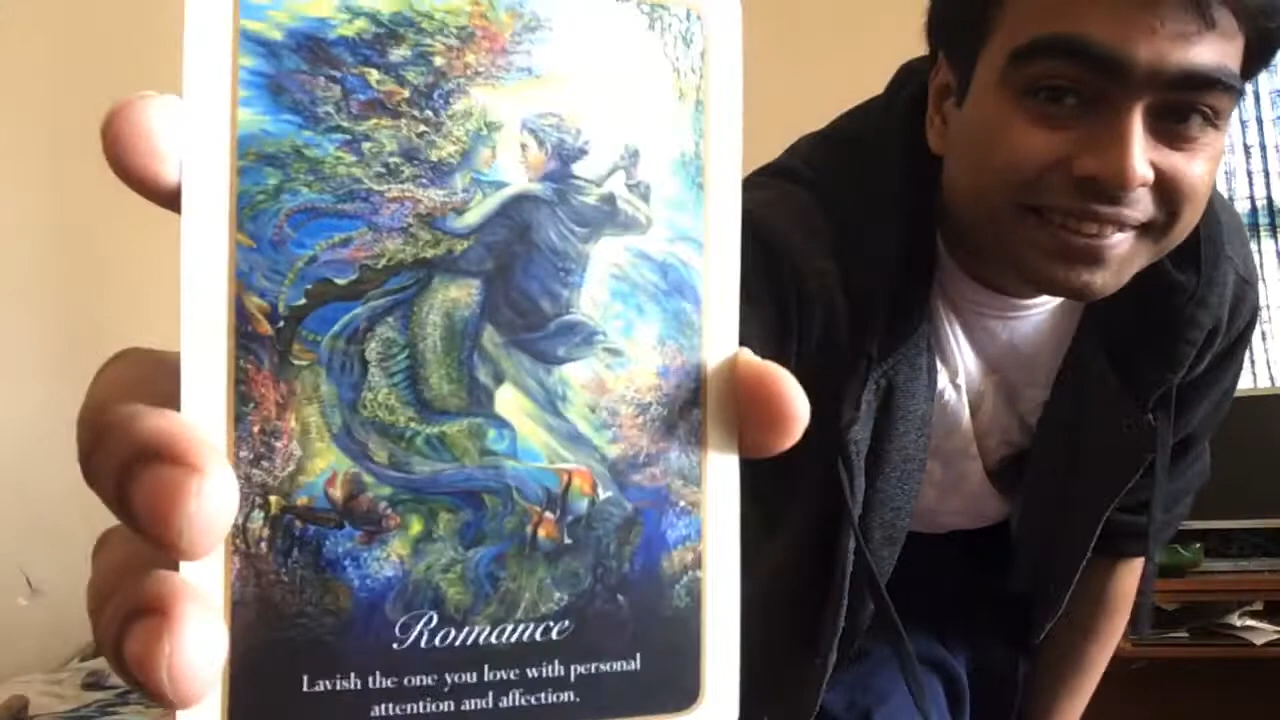 Romance
Lavish the one you love with personal
attention and affection.